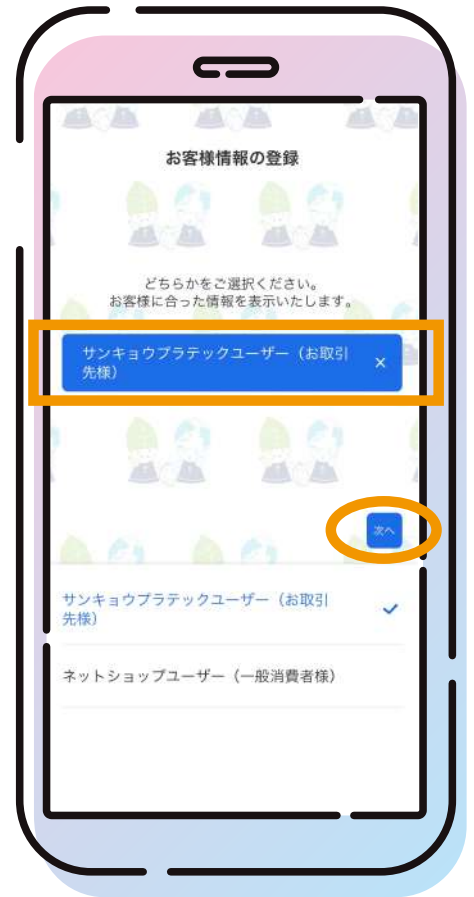 お客様情報の登録
どちらかをご選択ください。
お客様に合った情報を表示いたします。
サンキョウプラテックユーザー（お取引
先様）
次へ
サンキョウプラテックユーザー（お取引
先様）
ネットショップユーザー（一般消費者様）